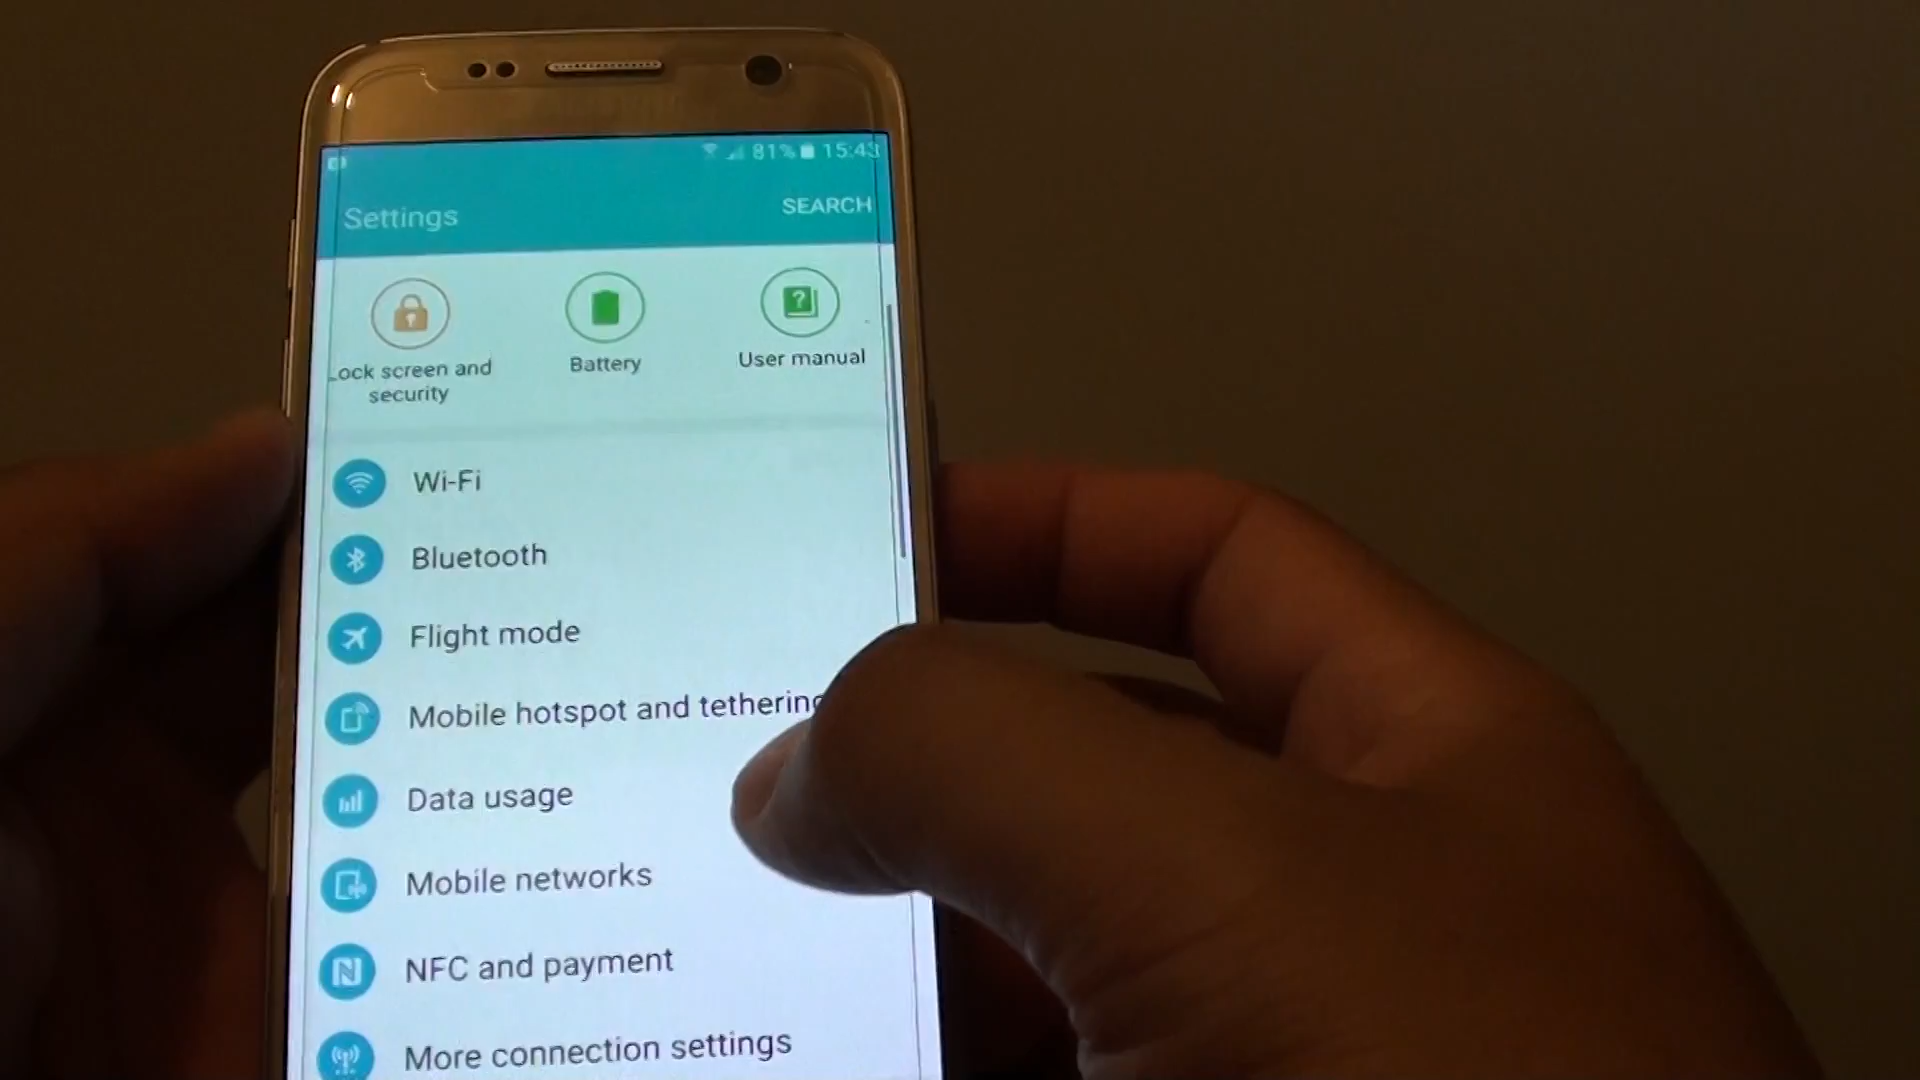 81% 15:43
Settings
SEARCH
Lock screen and
security
Battery
User manual
Wi-Fi
Bluetooth
Flight mode
Mobile hotspot and tethering
Data usage
Mobile networks
NFC and payment
More connection settings